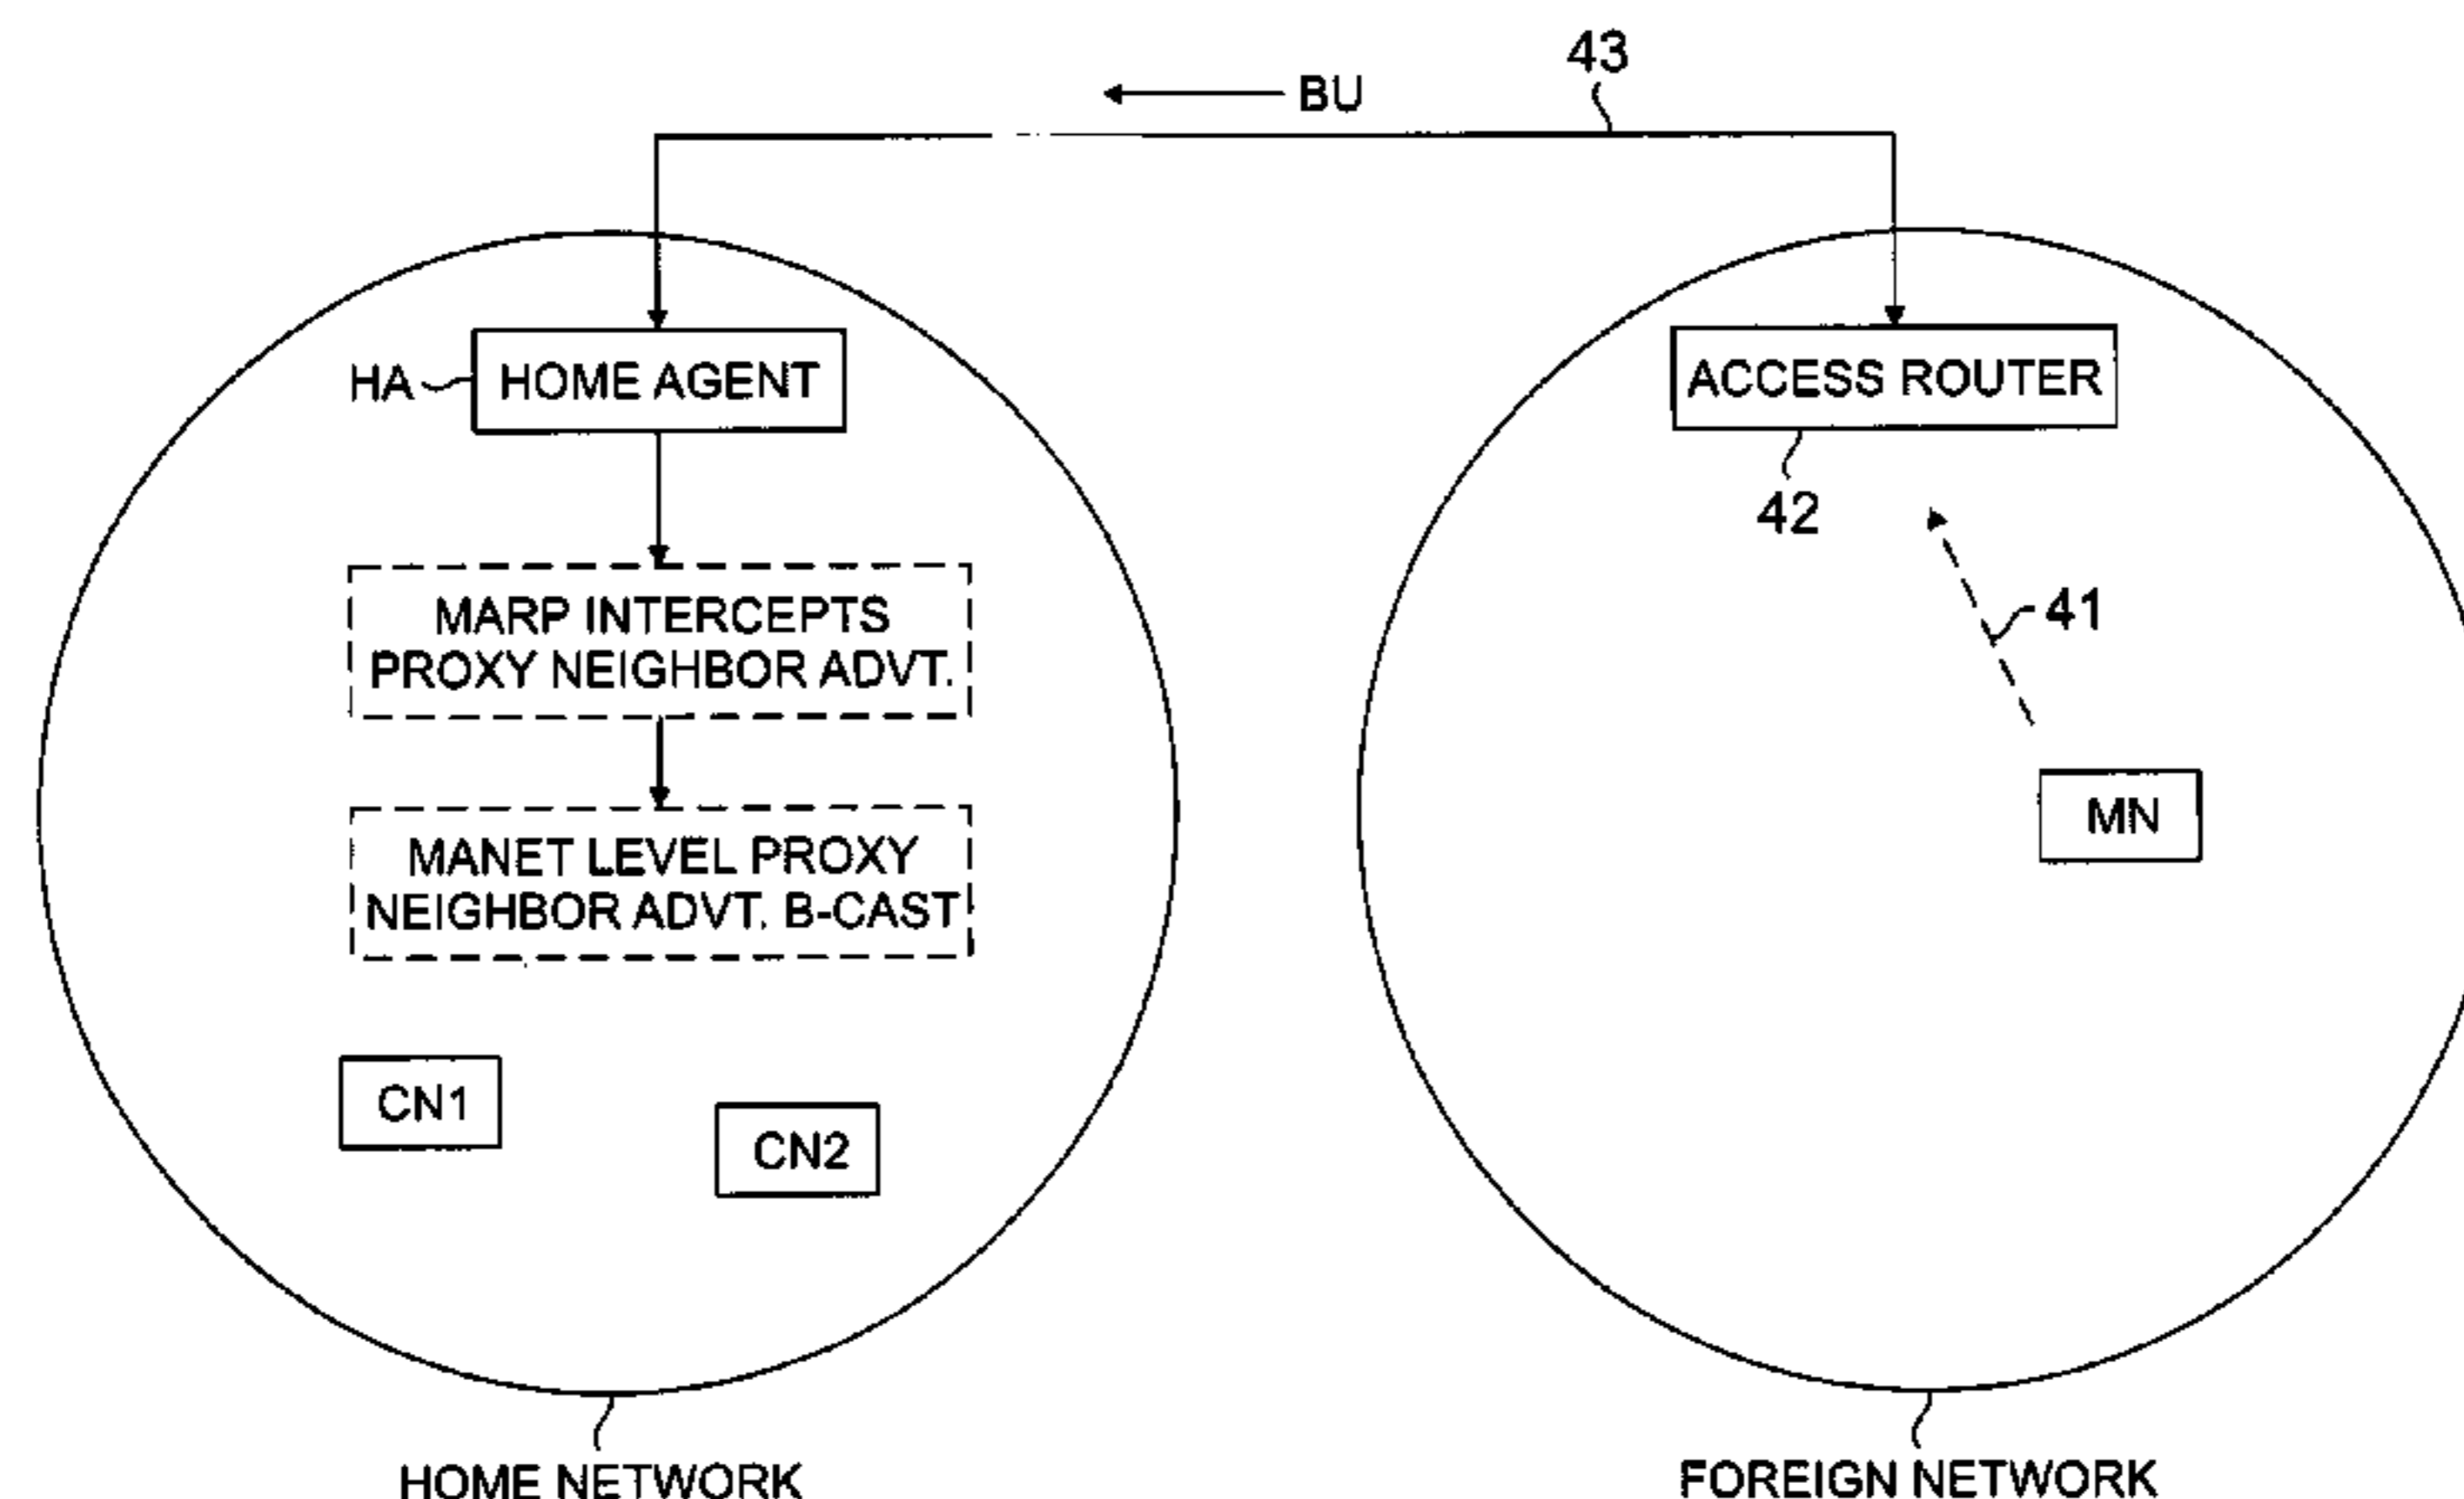 43
BU
HA
HOME AGENT
ACCESS ROUTER
42
MARP INTERCEPTS
PROXY NEIGHBOR ADVT.
41
MANET LEVEL PROXY
NEIGHBOR ADVT. B-CAST
MN
CN1
CN2
HOME NETWORK
FOREIGN NETWORK